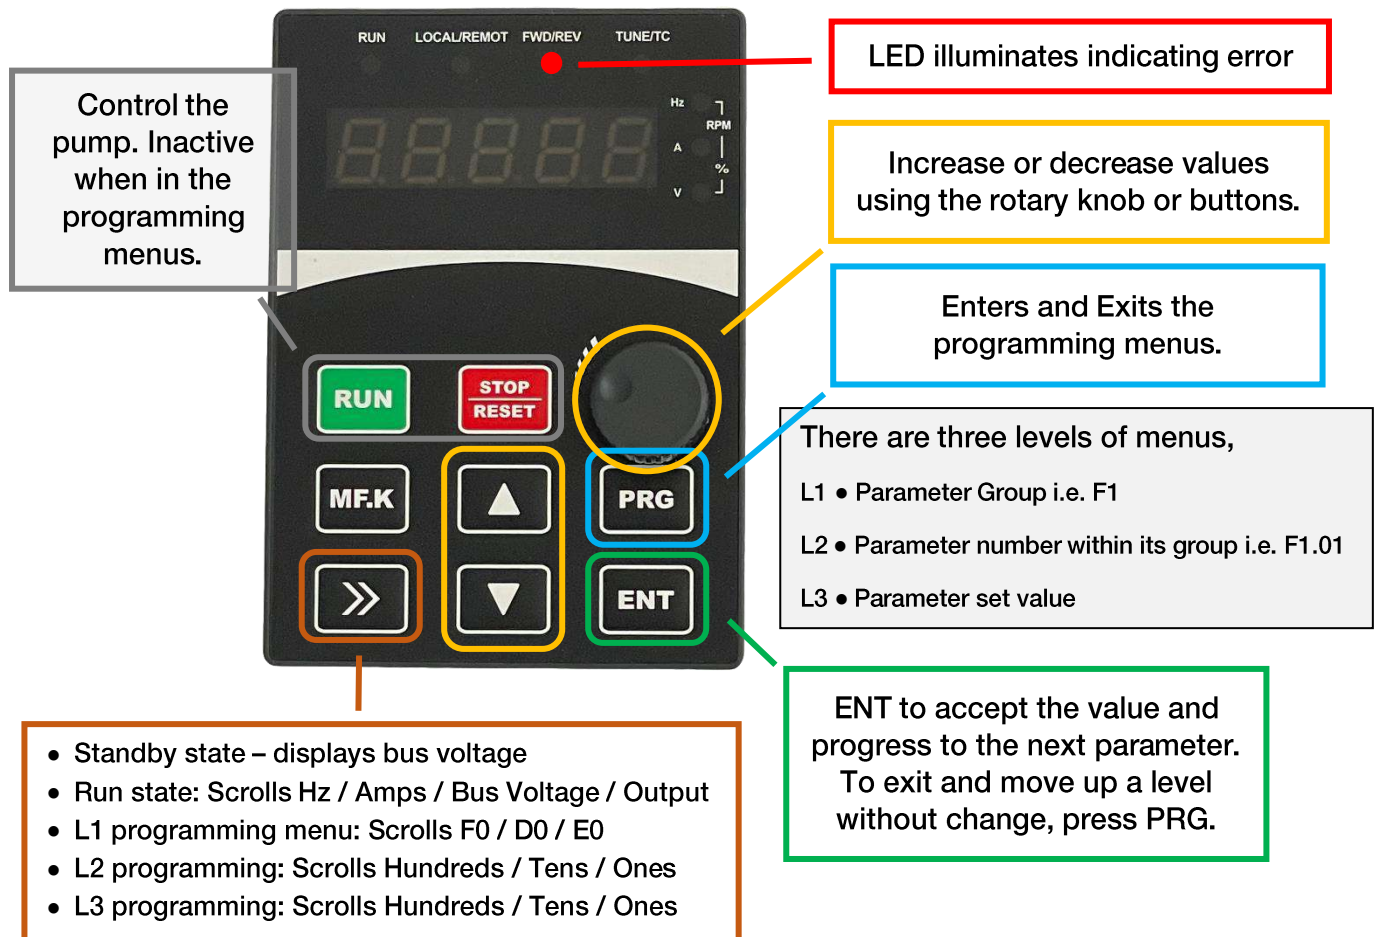 RUN LOCAL/REMOT FWD/REV TUNE/TC
LED illuminates indicating error
Hz
RPM
A
%
V
Control the
pump. Inactive
when in the
programming
menus.
Increase or decrease values
using the rotary knob or buttons.
Enters and Exits the
programming menus.
RUN
STOP
RESET
MF.K
PRG
ENT
There are three levels of menus,
L1 ● Parameter Group i.e. F1
L2 ● Parameter number within its group i.e. F1.01
L3 ● Parameter set value
ENT to accept the value and
progress to the next parameter.
To exit and move up a level
without change, press PRG.
● Standby state – displays bus voltage
● Run state: Scrolls Hz / Amps / Bus Voltage / Output
● L1 programming menu: Scrolls F0 / D0 / E0
● L2 programming: Scrolls Hundreds / Tens / Ones
● L3 programming: Scrolls Hundreds / Tens / Ones